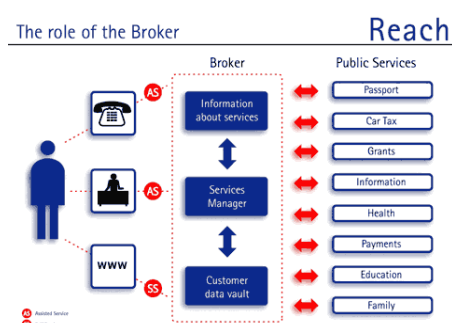 The role of the Broker
Reach
Broker
Public Services
AS
Information
about services
Passport
Car Tax
Grants
AS
Services
Manager
Information
Health
www
Payments
SS
Customer
data vault
Education
Family
AS Assisted Service